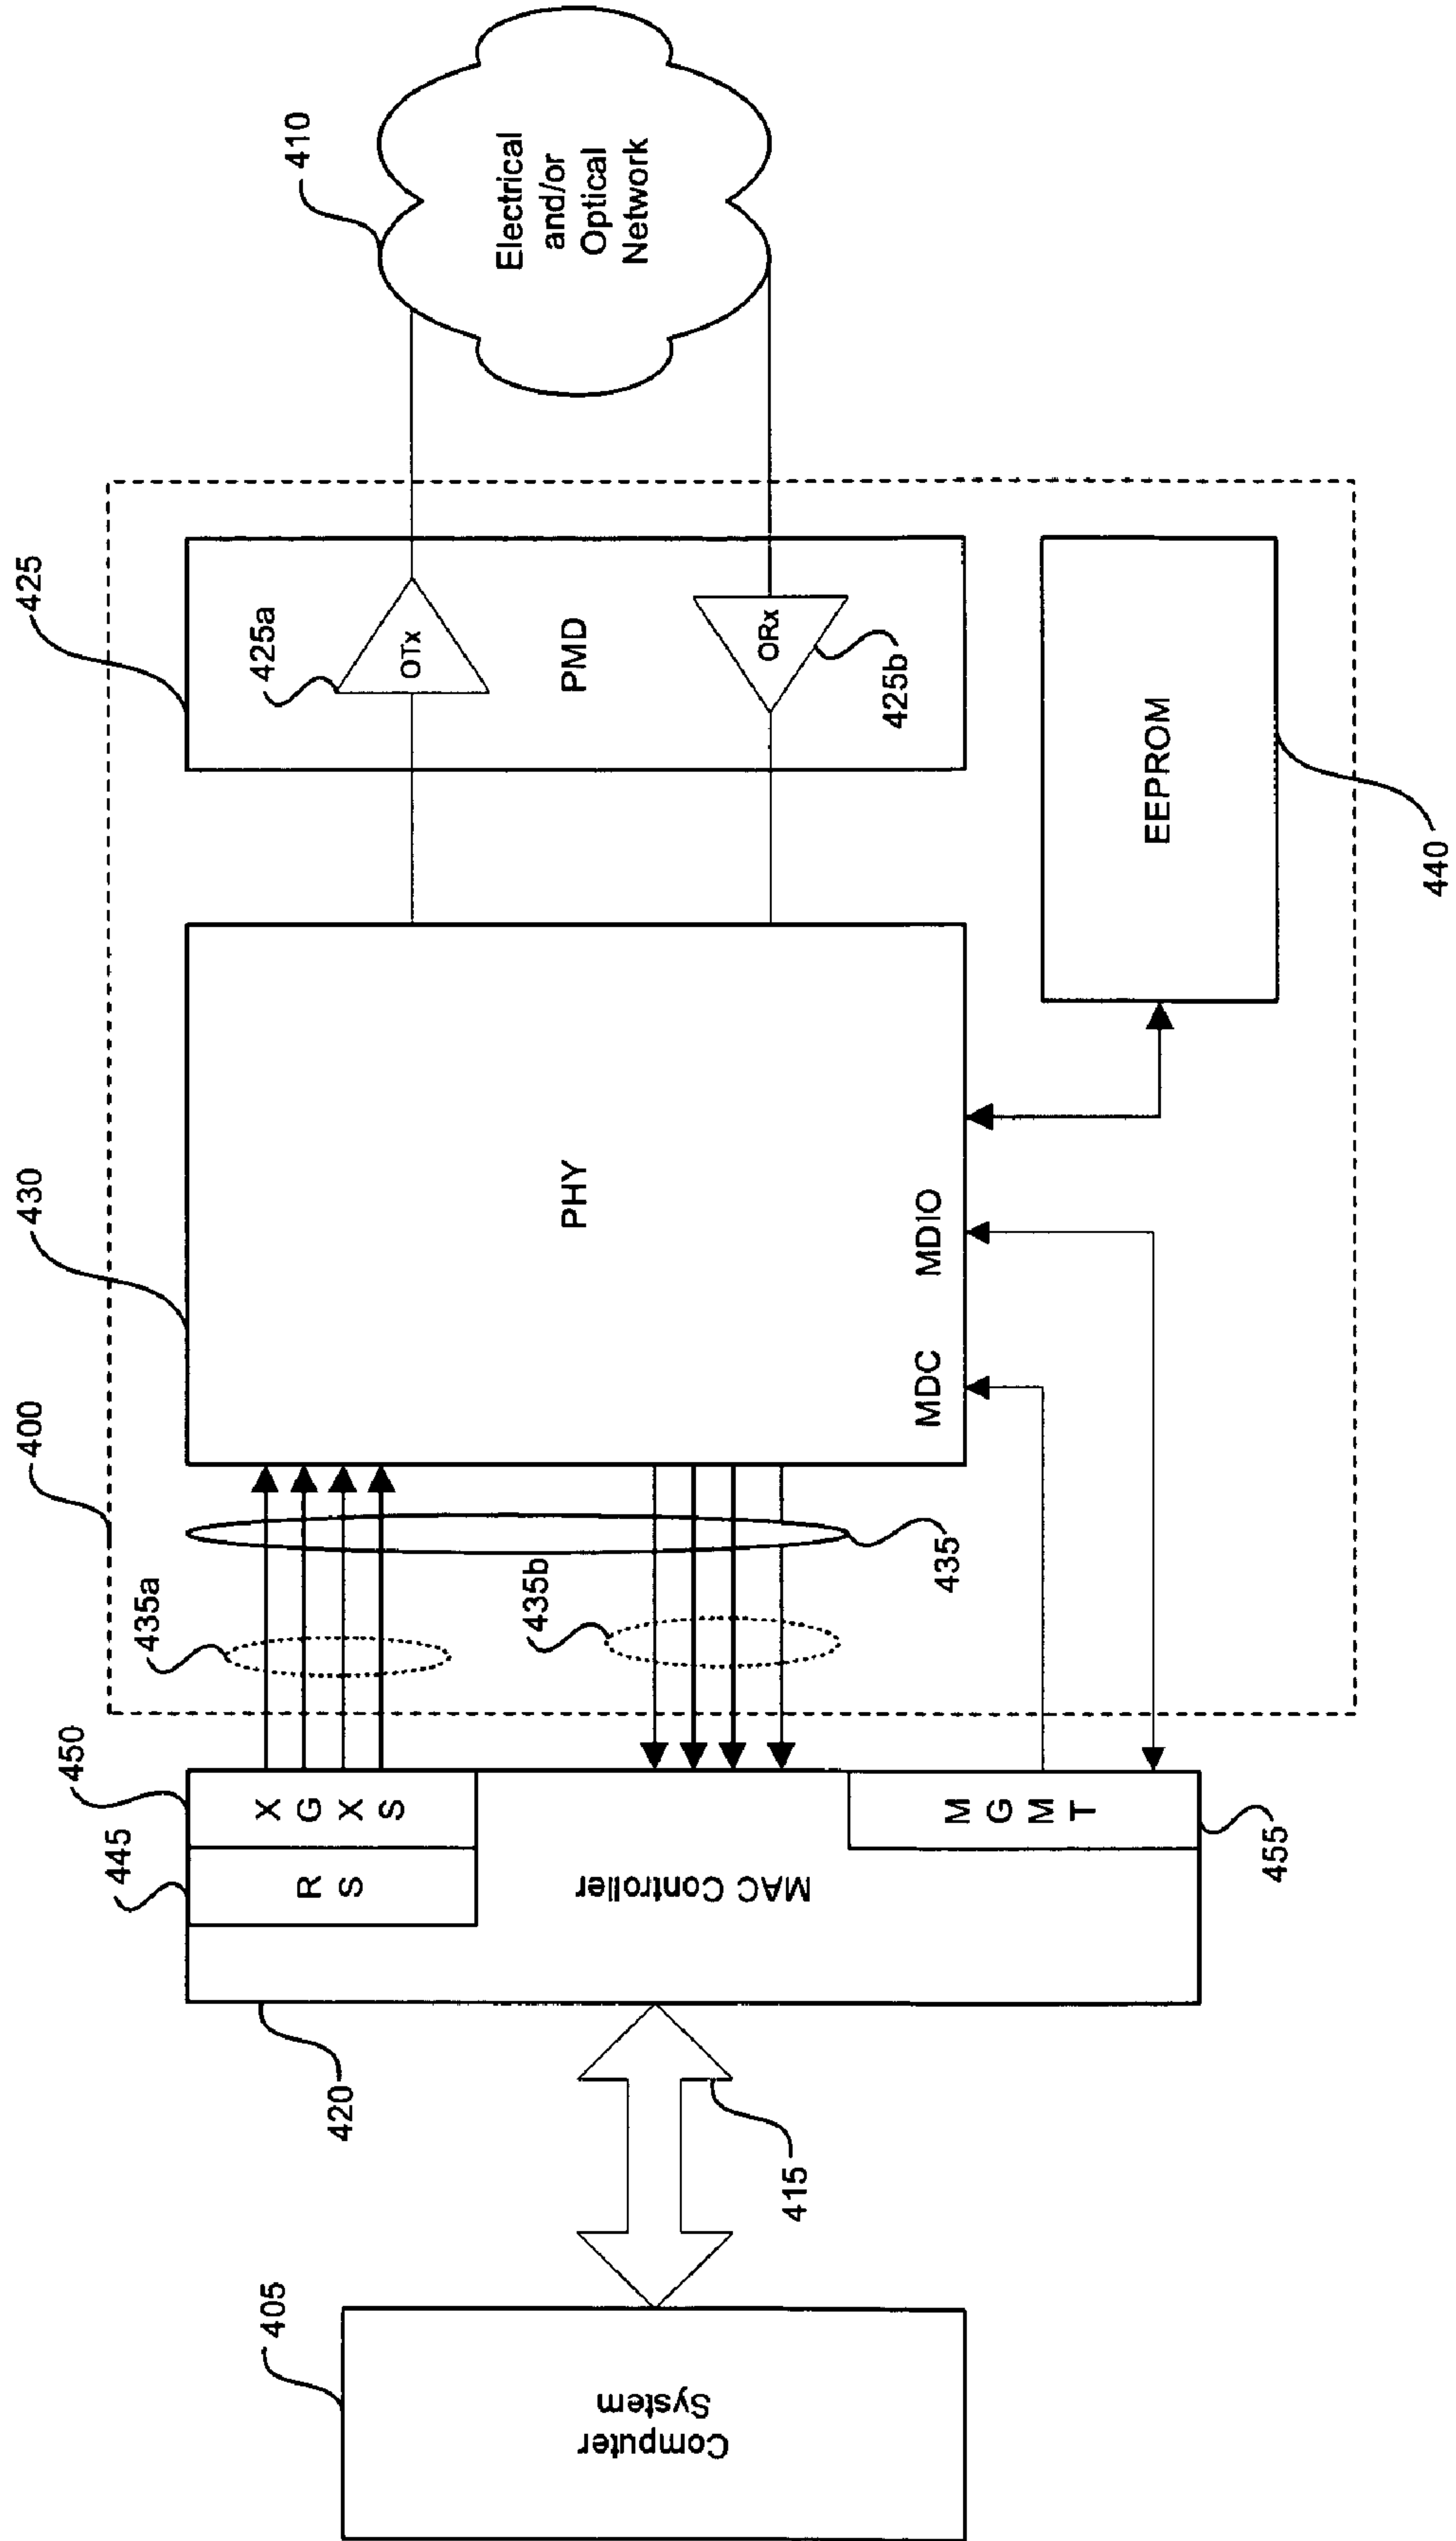 405
Computer
System
415
420
MAC Controller
445
R
S
450
X
G
X
S
455
M
G
M
T
400
435a
435b
435
430
PHY
MDC
MDIO
425
425a
OTx
PMD
ORx
425b
EEPROM
440
410
Electrical
and/or
Optical
Network